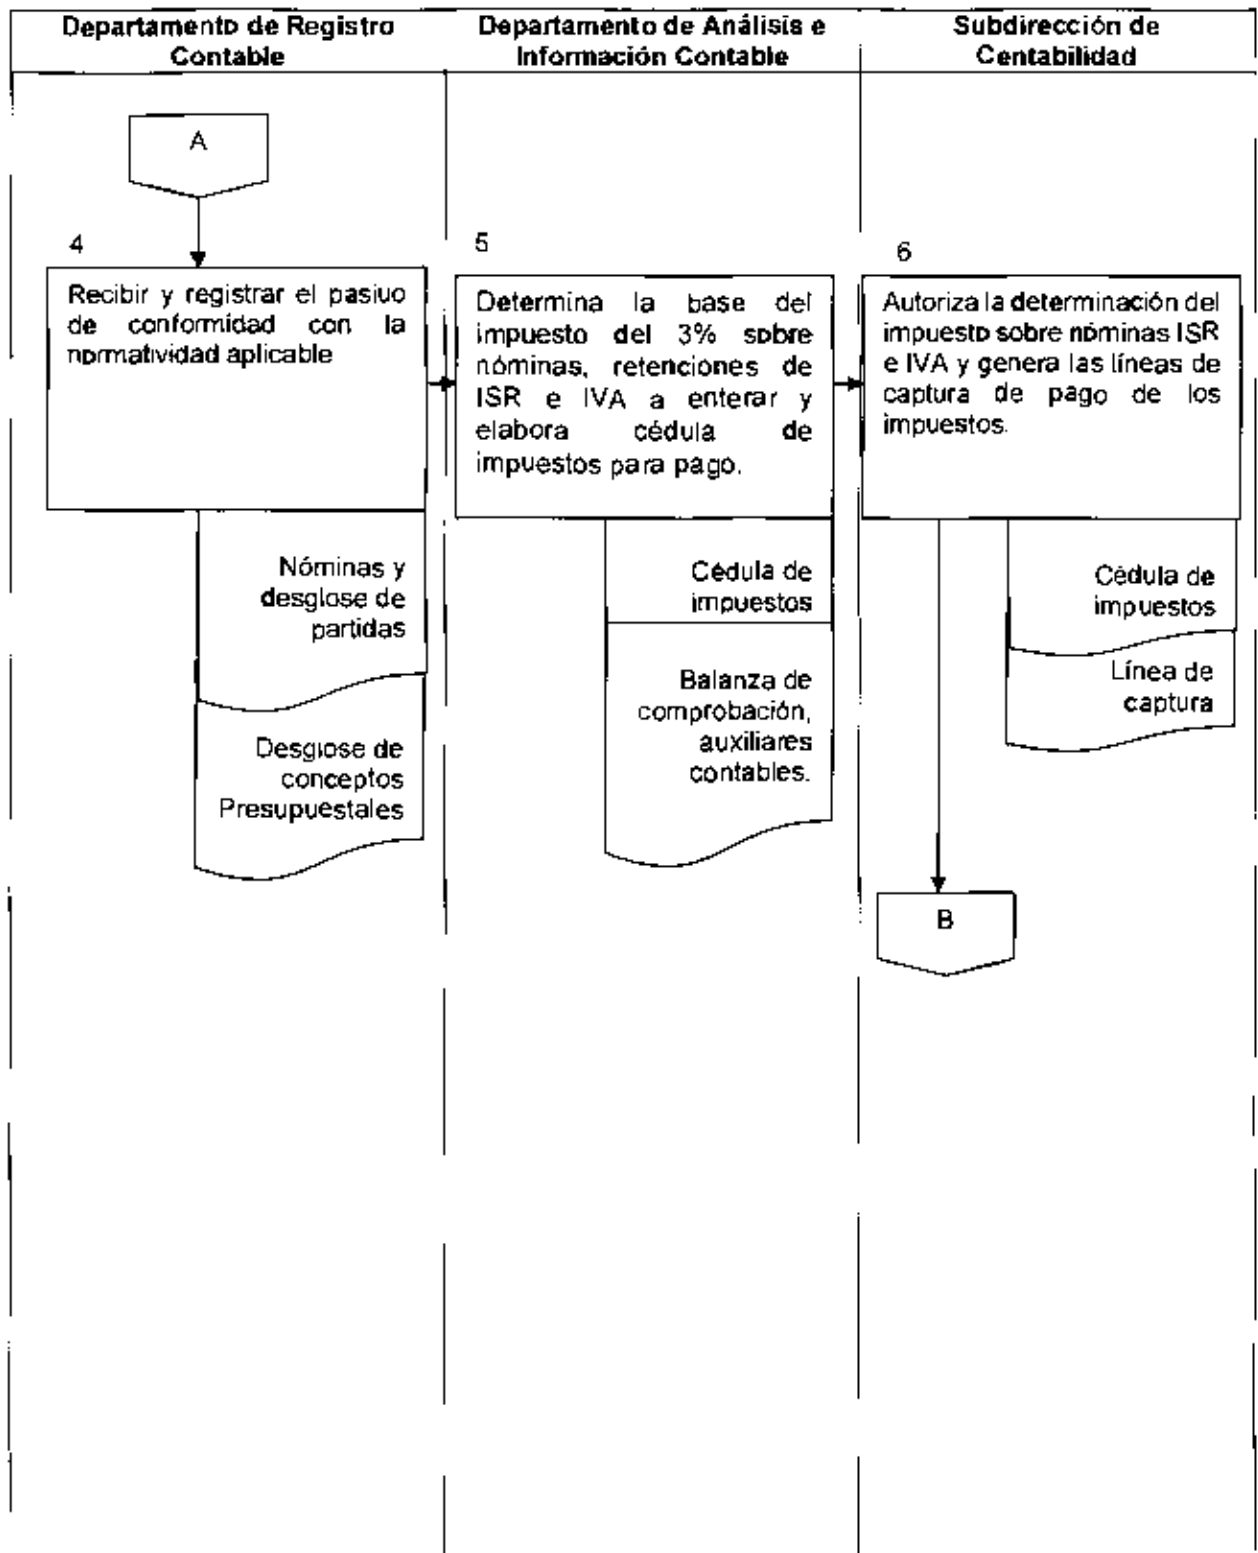 Departamento de Registro
Contable
Departamento de Análisis e
Información Contable
Subdirección de
Centabilidad
A
4
Recibir y registrar el pasiuo
de conformidad con la
normatividad aplicable
5
Determina la base del
impuesto del 3% sobre
nóminas, retenciones de
ISR e IVA a enterar y
elabora cédula de
impuestos para pago.
6
Autoriza la determinación del
impuesto sobre nóminas ISR
e IVA y genera las líneas de
captura de pago de los
impuestos.
Nóminas y
desglose de
partidas
Desglose de
conceptos
Presupuestales
Cédula de
impuestos
Balanza de
comprobación,
auxiliares
contables.
Cédula de
impuestos
Línea de
captura
B